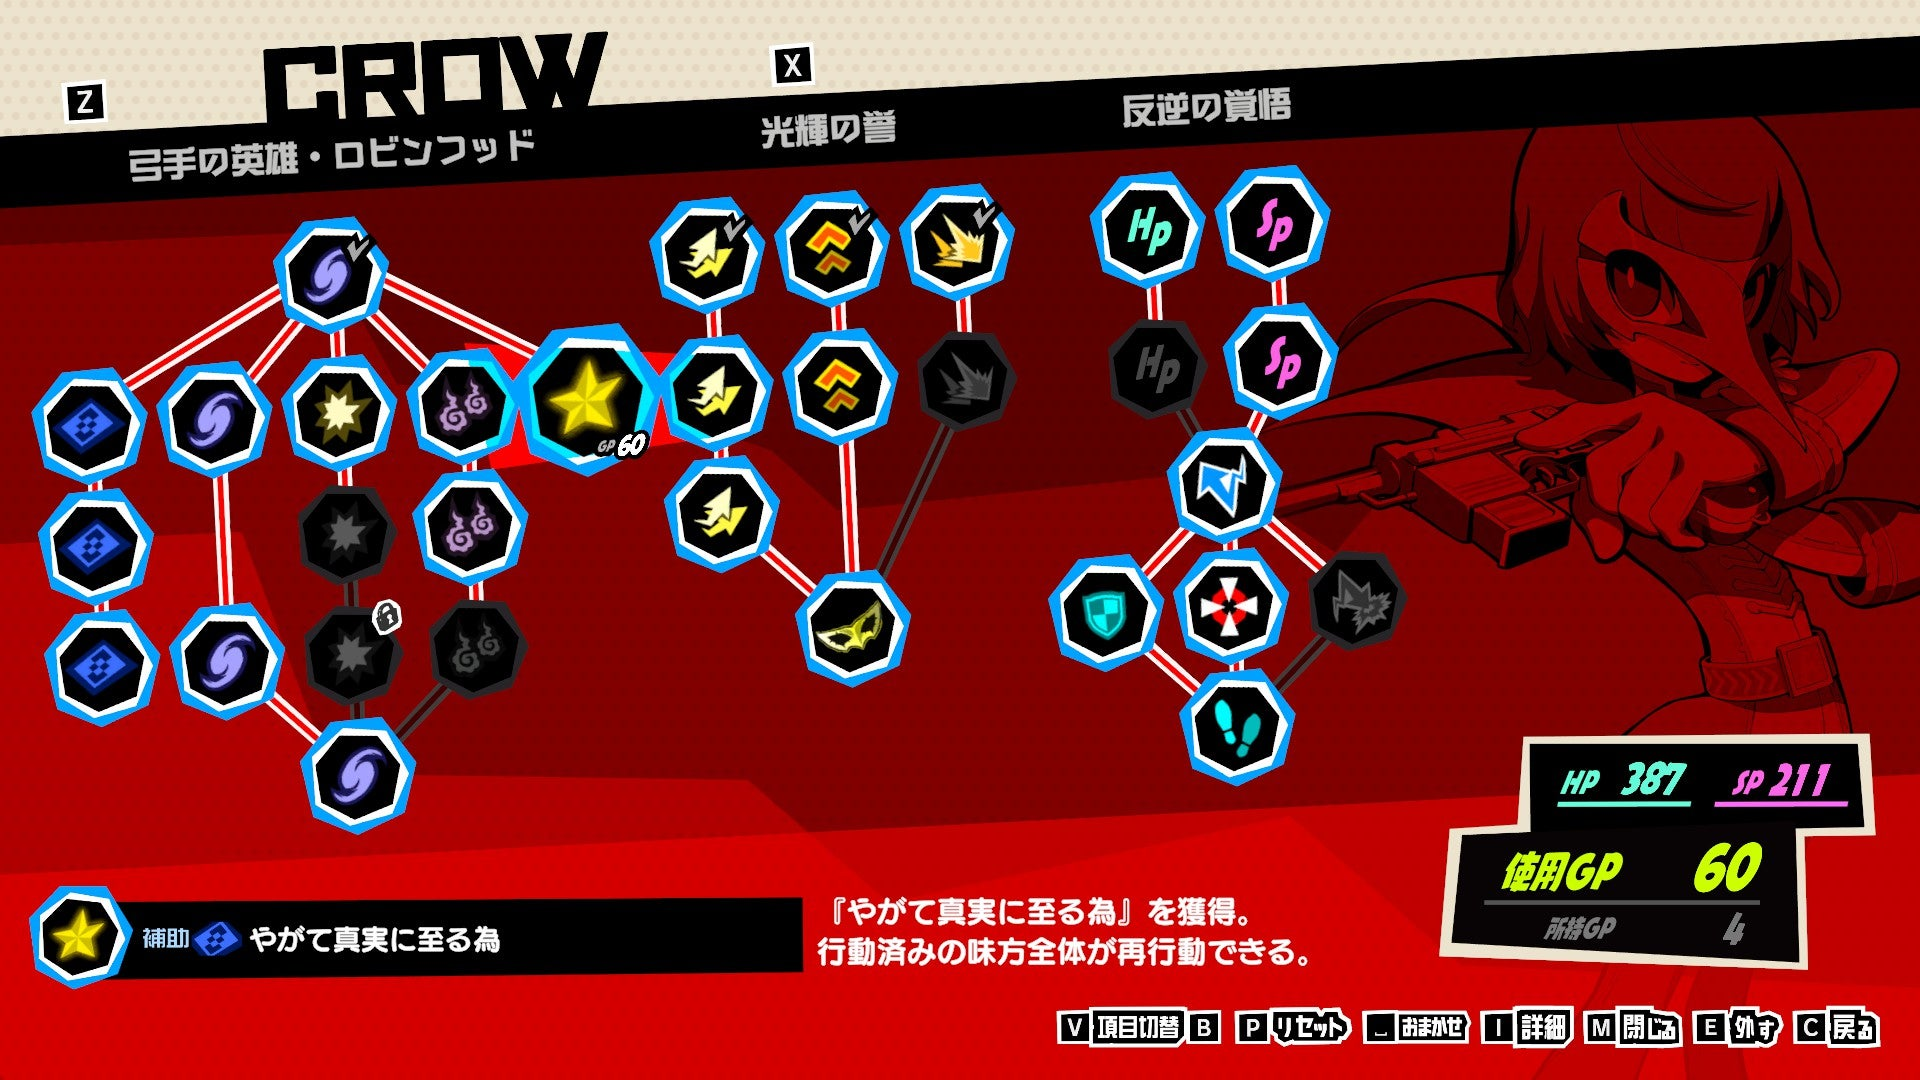 CROW
Z
X
弓手の英雄・ロビンフッド
光輝の誉
反逆の覚悟
Hp
Sp
Hp
Sp
GP60
HP 387 SP 211
使用GP 60
所持GP 4
補助 やがて真実に至る為
『やがて真実に至る為』を獲得。
行動済みの味方全体が再行動できる。
V 項目切替 B P リセット ␣ おまかせ I 詳細 M 閉じる E 外す C 戻る